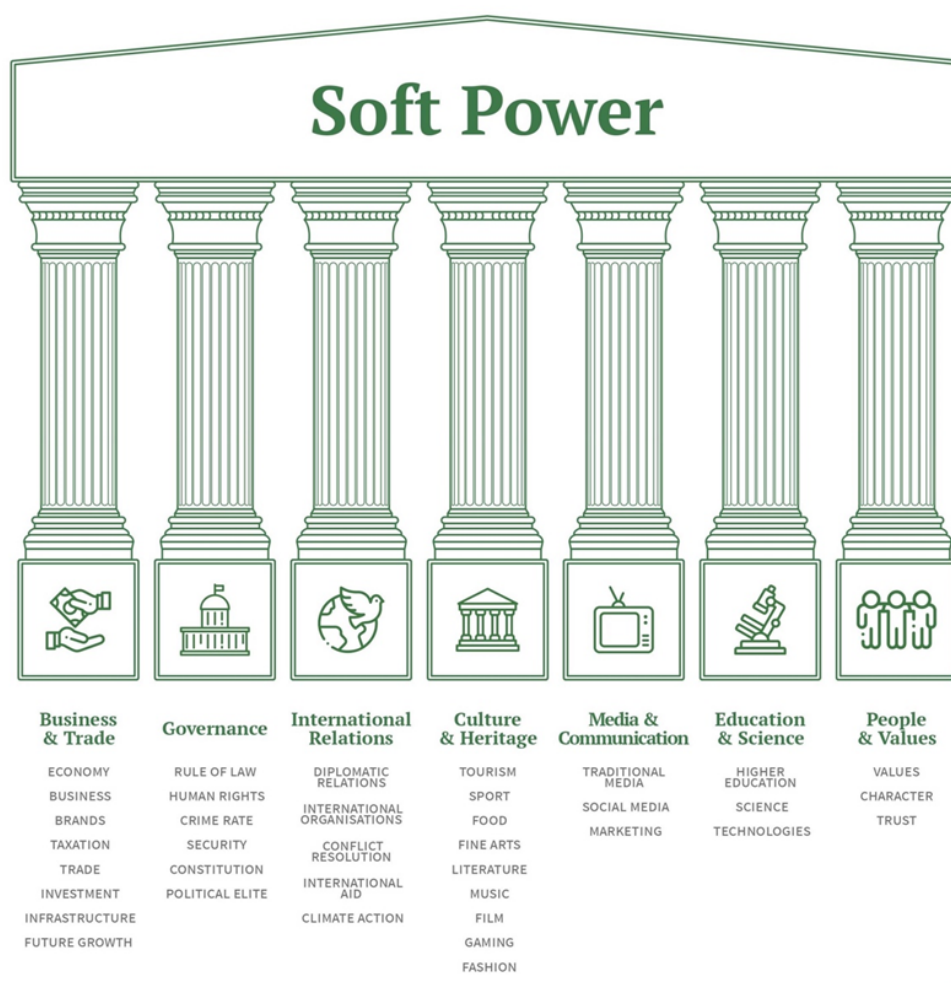 Soft Power
Business
& Trade
ECONOMY
BUSINESS
BRANDS
TAXATION
TRADE
INVESTMENT
INFRASTRUCTURE
FUTURE GROWTH
Governance
RULE OF LAW
HUMAN RIGHTS
CRIME RATE
SECURITY
CONSTITUTION
POLITICAL ELITE
International
Relations
DIPLOMATIC
RELATIONS
INTERNATIONAL
ORGANISATIONS
CONFLICT
RESOLUTION
INTERNATIONAL
AID
CLIMATE ACTION
Culture
& Heritage
TOURISM
SPORT
FOOD
FINE ARTS
LITERATURE
MUSIC
FILM
GAMING
FASHION
Media &
Communication
TRADITIONAL
MEDIA
SOCIAL MEDIA
MARKETING
Education
& Science
HIGHER
EDUCATION
SCIENCE
TECHNOLOGIES
People
& Values
VALUES
CHARACTER
TRUST